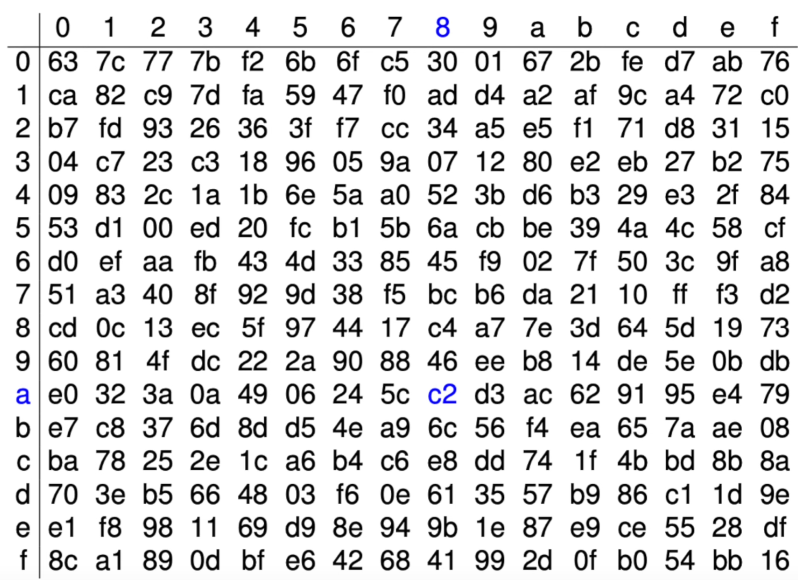 0 1 2 3 4 5 6 7 8 9 a b c d e f
0 63 7c 77 7b f2 6b 6f c5 30 01 67 2b fe d7 ab 76
1 ca 82 c9 7d fa 59 47 f0 ad d4 a2 af 9c a4 72 c0
2 b7 fd 93 26 36 3f f7 cc 34 a5 e5 f1 71 d8 31 15
3 04 c7 23 c3 18 96 05 9a 07 12 80 e2 eb 27 b2 75
4 09 83 2c 1a 1b 6e 5a a0 52 3b d6 b3 29 e3 2f 84
5 53 d1 00 ed 20 fc b1 5b 6a cb be 39 4a 4c 58 cf
6 d0 ef aa fb 43 4d 33 85 45 f9 02 7f 50 3c 9f a8
7 51 a3 40 8f 92 9d 38 f5 bc b6 da 21 10 ff f3 d2
8 cd 0c 13 ec 5f 97 44 17 c4 a7 7e 3d 64 5d 19 73
9 60 81 4f dc 22 2a 90 88 46 ee b8 14 de 5e 0b db
a e0 32 3a 0a 49 06 24 5c c2 d3 ac 62 91 95 e4 79
b e7 c8 37 6d 8d d5 4e a9 6c 56 f4 ea 65 7a ae 08
c ba 78 25 2e 1c a6 b4 c6 e8 dd 74 1f 4b bd 8b 8a
d 70 3e b5 66 48 03 f6 0e 61 35 57 b9 86 c1 1d 9e
e e1 f8 98 11 69 d9 8e 94 9b 1e 87 e9 ce 55 28 df
f 8c a1 89 0d bf e6 42 68 41 99 2d 0f b0 54 bb 16